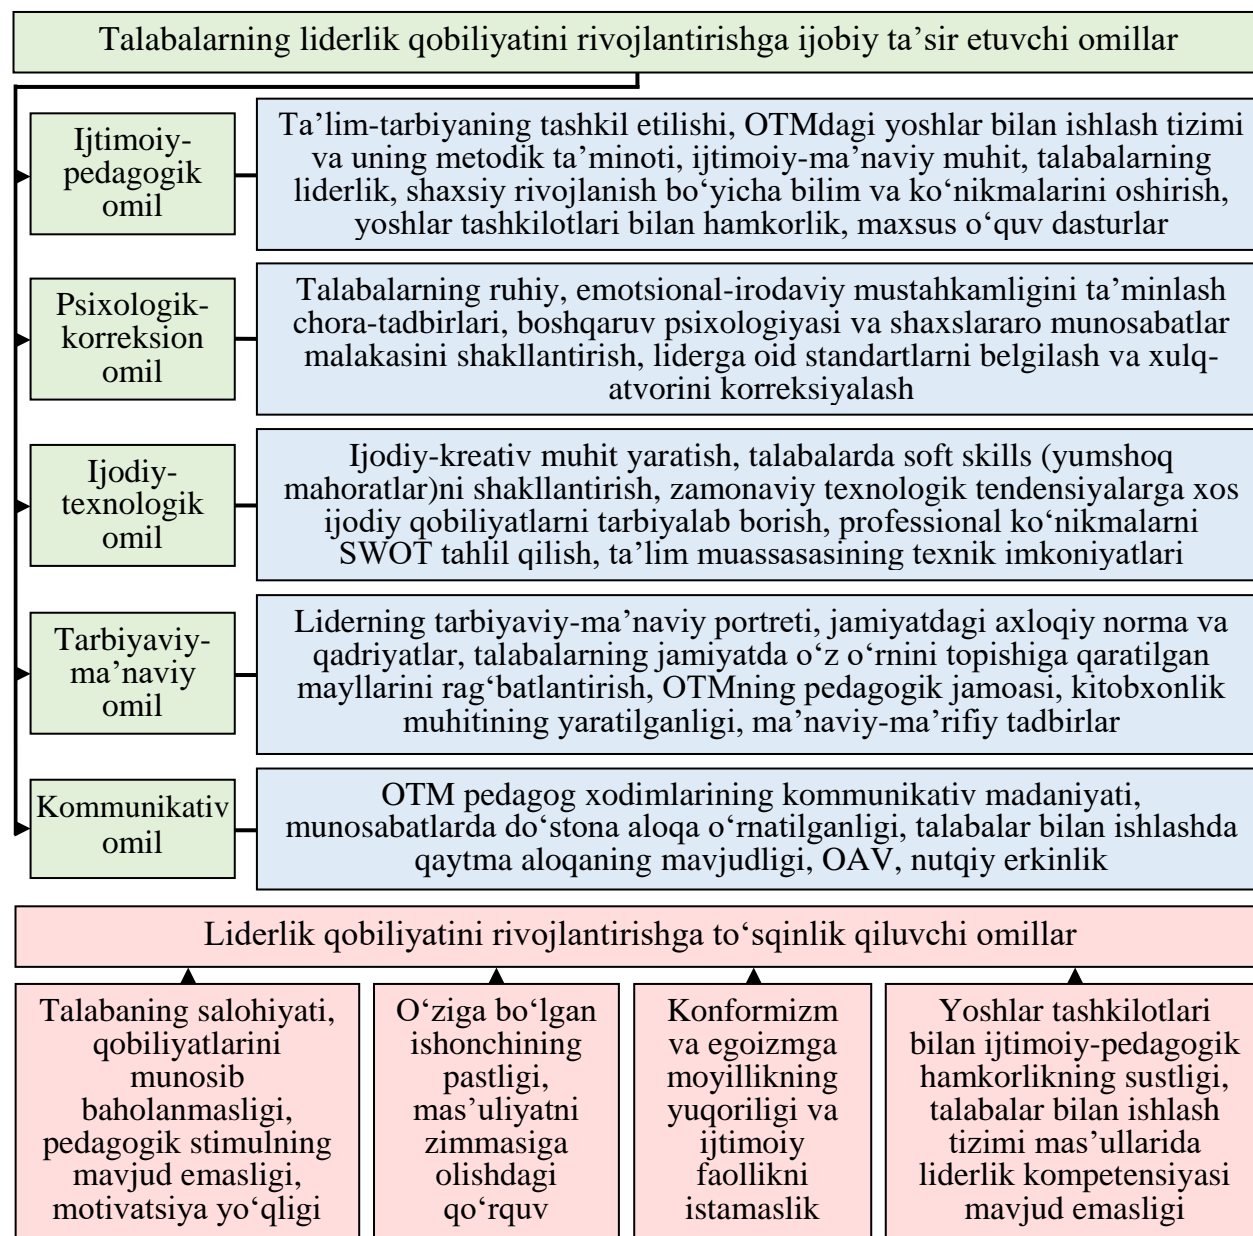 Talabalarning liderlik qobiliyatini rivojlantirishga ijobiy ta’sir etuvchi omillar
Ijtimoiy-
pedagogik
omil
Ta’lim-tarbiyaning tashkil etilishi, OTMdagi yoshlar bilan ishlash tizimi
va uning metodik ta’minoti, ijtimoiy-ma’naviy muhit, talabalarning
liderlik, shaxsiy rivojlanish bo‘yicha bilim va ko‘nikmalarini oshirish,
yoshlar tashkilotlari bilan hamkorlik, maxsus o‘quv dasturlar
Psixologik-
korreksion
omil
Talabalarning ruhiy, emotsional-irodaviy mustahkamligini ta’minlash
chora-tadbirlari, boshqaruv psixologiyasi va shaxslararo munosabatlar
malakasini shakllantirish, liderga oid standartlarni belgilash va xulq-
atvorini korreksiyalash
Ijodiy-
texnologik
omil
Ijodiy-kreativ muhit yaratish, talabalarda soft skills (yumshoq
mahoratlar)ni shakllantirish, zamonaviy texnologik tendensiyalarga xos
ijodiy qobiliyatlarni tarbiyalab borish, professional ko‘nikmalarni
SWOT tahlil qilish, ta’lim muassasasining texnik imkoniyatlari
Tarbiyaviy-
ma’naviy
omil
Liderning tarbiyaviy-ma’naviy portreti, jamiyatdagi axloqiy norma va
qadriyatlar, talabalarning jamiyatda o‘z o‘rnini topishiga qaratilgan
mayllarini rag‘batlantirish, OTMning pedagogik jamoasi, kitobxonlik
muhitining yaratilganligi, ma’naviy-ma’rifiy tadbirlar
Kommunikativ
omil
OTM pedagog xodimlarining kommunikativ madaniyati,
munosabatlarda do‘stona aloqa o‘rnatilganligi, talabalar bilan ishlashda
qaytma aloqaning mavjudligi, OAV, nutqiy erkinlik
Liderlik qobiliyatini rivojlantirishga to‘sqinlik qiluvchi omillar
Talabaning salohiyati,
qobiliyatlarini
munosib
baholanmasligi,
pedagogik stimulning
mavjud emasligi,
motivatsiya yo‘qligi
O‘ziga bo‘lgan
ishonchining
pastligi,
mas’uliyatni
zimmasiga
olishdagi
qo‘rquv
Konformizm
va egoizmga
moyillikning
yuqoriligi va
ijtimoiy
faollikni
istamaslik
Yoshlar tashkilotlari
bilan ijtimoiy-pedagogik
hamkorlikning sustligi,
talabalar bilan ishlash
tizimi mas’ullarida
liderlik kompetensiyasi
mavjud emasligi